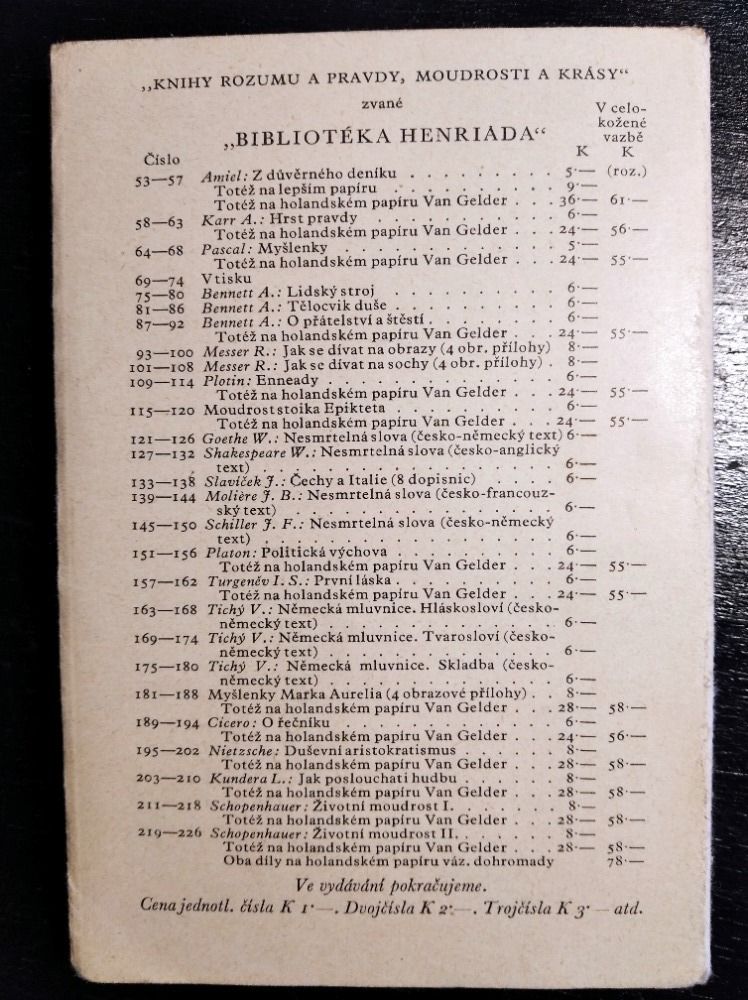 „KNIHY ROZUMU A PRAVDY, MOUDROSTI A KRÁSY“
zvané
„BIBLIOTÉKA HENRIADA“
V celo-
kožené
vazbě
Číslo K K
53—57 Amiel: Z důvěrného deníku . . . . . . . . . 5·— (roz.)
Totéž na lepším papíru . . . . . . . . . . 9·—
Totéž na holandském papíru Van Gelder . . . 36·— 61·—
58—63 Karr A.: Hrst pravdy . . . . . . . . . . . 6·—
Totéž na holandském papíru Van Gelder . . . 24·— 56·—
64—68 Pascal: Myšlenky . . . . . . . . . . . . 5·—
Totéž na holandském papíru Van Gelder . . . 24·— 55·—
69—74 V tisku
75—80 Bennett A.: Lidský stroj . . . . . . . . . . 6·—
81—86 Bennett A.: Tělocvik duše . . . . . . . . . 6·—
87—92 Bennett A.: O přátelství a štěstí . . . . . . . 6·—
Totéž na holandském papíru Van Gelder . . . 24·— 55·—
93—100 Messer R.: Jak se dívat na obrazy (4 obr. přílohy) 8·—
101—108 Messer R.: Jak se dívat na sochy (4 obr. přílohy) . 8·—
109—114 Plotin: Enneady . . . . . . . . . . . . . 6·—
Totéž na holandském papíru Van Gelder . . . 24·— 55·—
115—120 Moudrost stoika Epikteta . . . . . . . . . 6·—
Totéž na holandském papíru Van Gelder . . . 24·— 55·—
121—126 Goethe W.: Nesmrtelná slova (česko-německý text) 6·—
127—132 Shakespeare W.: Nesmrtelná slova (česko-anglický
text) . . . . . . . . . . . . . . . . . 6·—
133—138 Slavíček J.: Čechy a Italie (8 dopisnic) . . . . 6·—
139—144 Molière J. B.: Nesmrtelná slova (česko-francouz-
ský text) . . . . . . . . . . . . . . . 6·—
145—150 Schiller J. F.: Nesmrtelná slova (česko-německý
text) . . . . . . . . . . . . . . . . . 6·—
151—156 Platon: Politická výchova . . . . . . . . . 6·—
Totéž na holandském papíru Van Gelder . . . 24·— 55·—
157—162 Turgeněv I. S.: První láska . . . . . . . . . 6·—
Totéž na holandském papíru Van Gelder . . . 24·— 55·—
163—168 Tichý V.: Německá mluvnice. Hláskosloví (česko-
německý text) . . . . . . . . . . . . . 6·—
169—174 Tichý V.: Německá mluvnice. Tvarosloví (česko-
německý text) . . . . . . . . . . . . . 6·—
175—180 Tichý V.: Německá mluvnice. Skladba (česko-
německý text) . . . . . . . . . . . . . 6·—
181—188 Myšlenky Marka Aurelia (4 obrazové přílohy) . . 8·—
Totéž na holandském papíru Van Gelder . . . 28·— 58·—
189—194 Cicero: O řečníku . . . . . . . . . . . . 6·—
Totéž na holandském papíru Van Gelder . . . 24·— 56·—
195—202 Nietzsche: Duševní aristokratismus . . . . . . 8·—
Totéž na holandském papíru Van Gelder . . . 28·— 58·—
203—210 Kundera L.: Jak poslouchati hudbu . . . . . . 8·—
Totéž na holandském papíru Van Gelder . . . 28·— 58·—
211—218 Schopenhauer: Životní moudrost I. . . . . . . 8·—
Totéž na holandském papíru Van Gelder . . . 28·— 58·—
219—226 Schopenhauer: Životní moudrost II. . . . . . . 8·—
Totéž na holandském papíru Van Gelder . . . 28·— 58·—
Oba díly na holandském papíru váz. dohromady 78·—
Ve vydávání pokračujeme.
Cena jednotl. čísla K 1·—. Dvojčísla K 2·—. Trojčísla K 3·— atd.